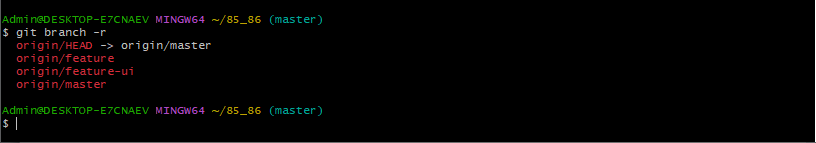 Admin@DESKTOP-E7CNAEV MINGW64 ~/85_86 (master)
$ git branch -r
  origin/HEAD -> origin/master
  origin/feature
  origin/feature-ui
  origin/master

Admin@DESKTOP-E7CNAEV MINGW64 ~/85_86 (master)
$